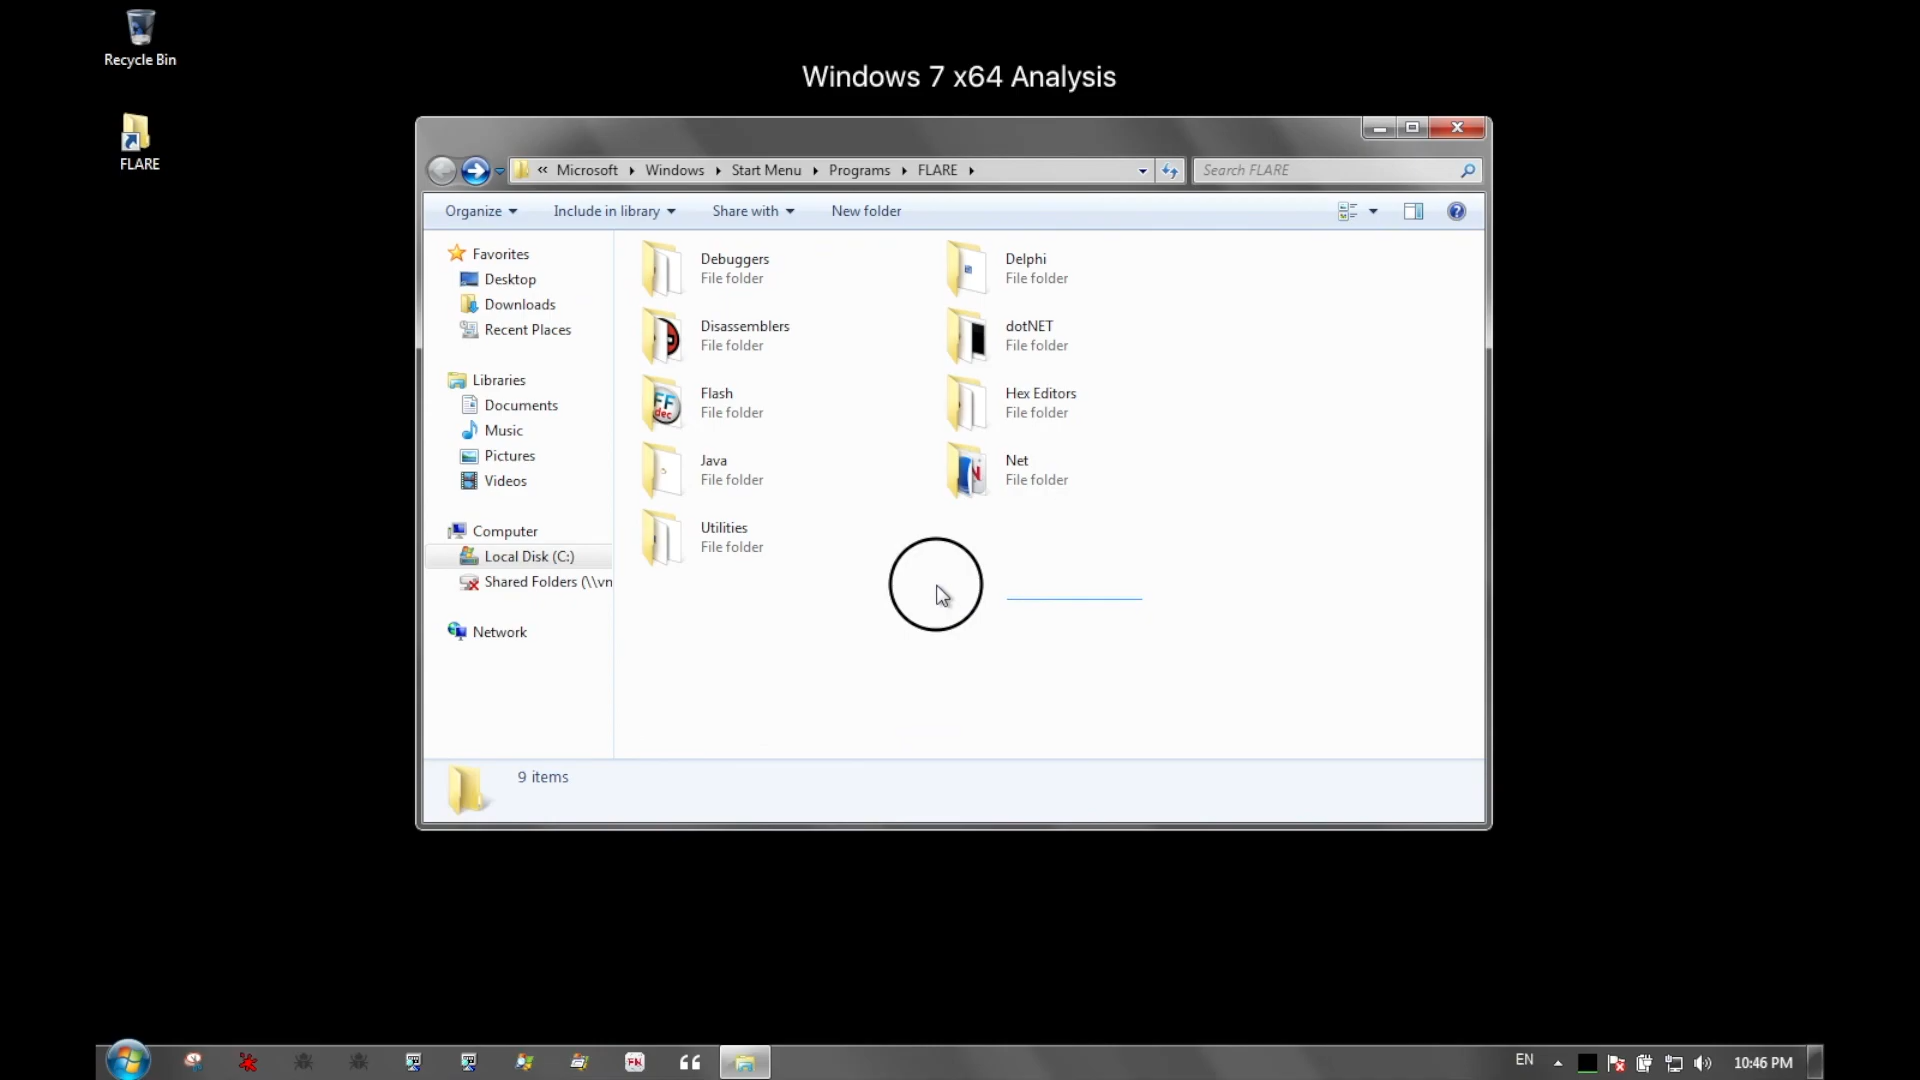 Recycle Bin
FLARE
Windows 7 x64 Analysis
« Microsoft Windows Start Menu Programs FLARE
Search FLARE
Organize Include in library Share with New folder
Favorites
Desktop
Downloads
Recent Places
Libraries
Documents
Music
Pictures
Videos
Computer
Local Disk (C:)
Shared Folders (\\vn
Network
Debuggers
File folder
Delphi
File folder
Disassemblers
File folder
dotNET
File folder
FF
dec
Flash
File folder
Hex Editors
File folder
Java
File folder
N
Net
File folder
Utilities
File folder
9 items
FN
EN
10:46 PM